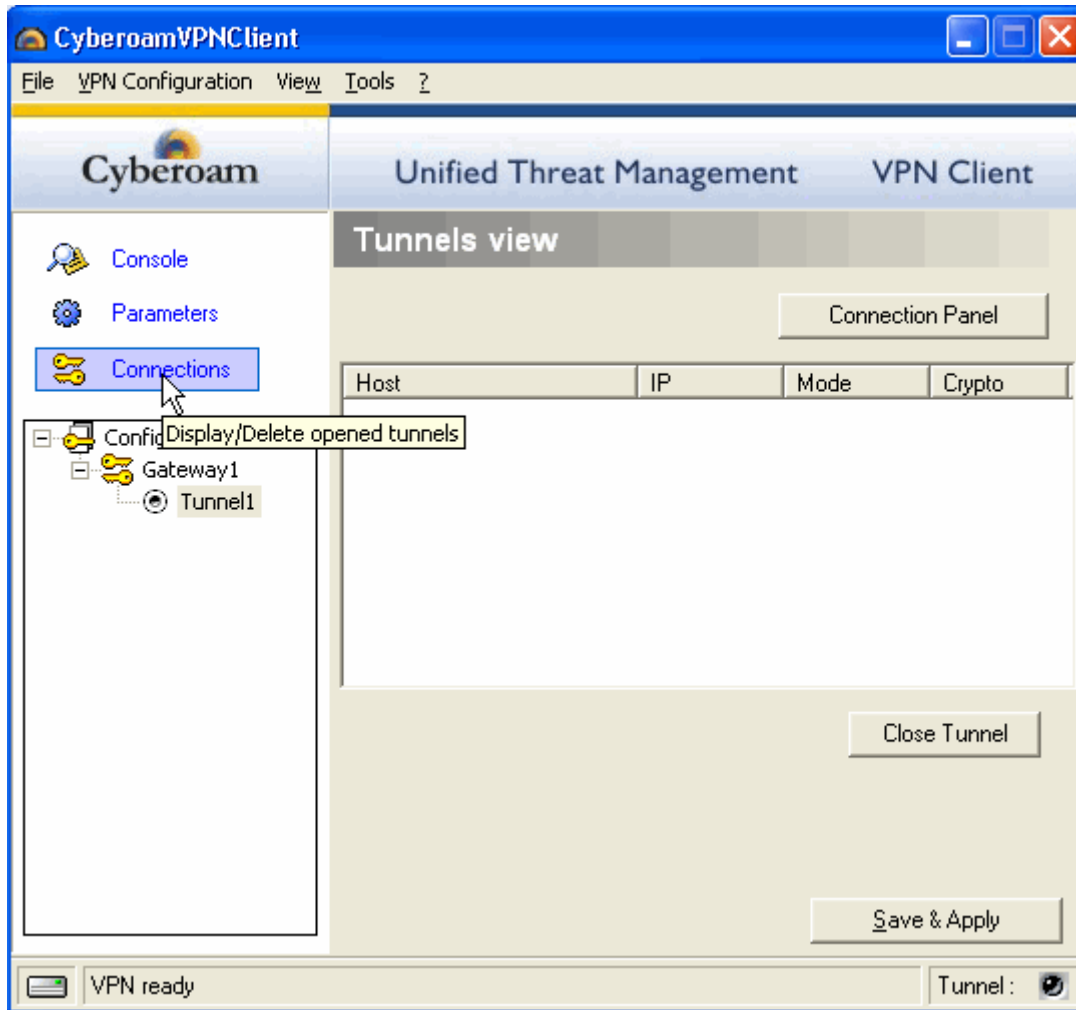 CyberoamVPNClient
File VPN Configuration View Tools ?
Cyberoam
Unified Threat Management VPN Client
Console
Parameters
Connections
Tunnels view
Connection Panel
Host IP Mode Crypto
Display/Delete opened tunnels
Gateway1
Tunnel1
Close Tunnel
Save & Apply
VPN ready
Tunnel :